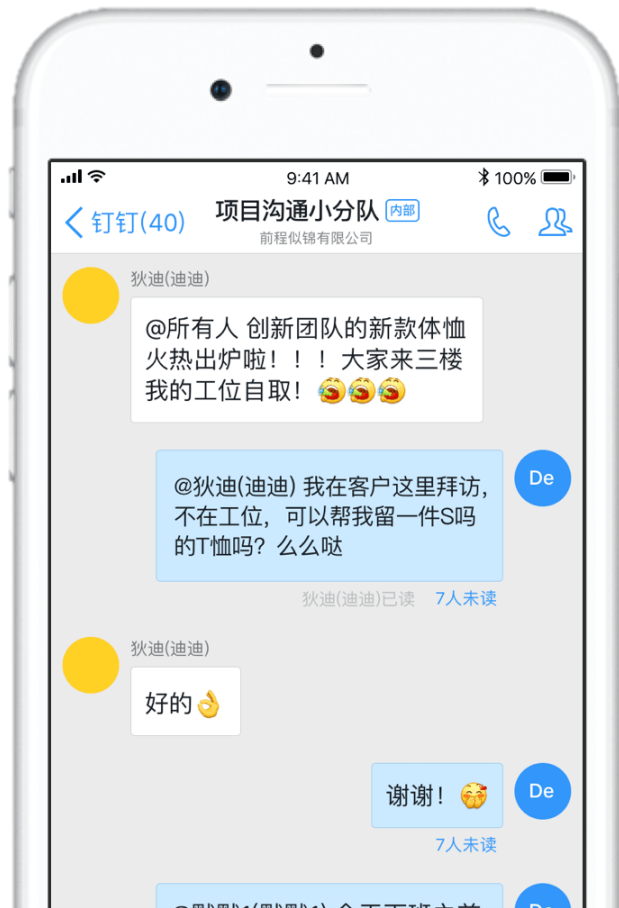 9:41 AM
100%
钉钉(40)
项目沟通小分队 内部
前程似锦有限公司
狄迪(迪迪)
@所有人 创新团队的新款体恤
火热出炉啦！！！大家来三楼
我的工位自取！
@狄迪(迪迪) 我在客户这里拜访,
不在工位，可以帮我留一件S吗
的T恤吗？么么哒
De
狄迪(迪迪)已读 7人未读
狄迪(迪迪)
好的
谢谢！
De
7人未读